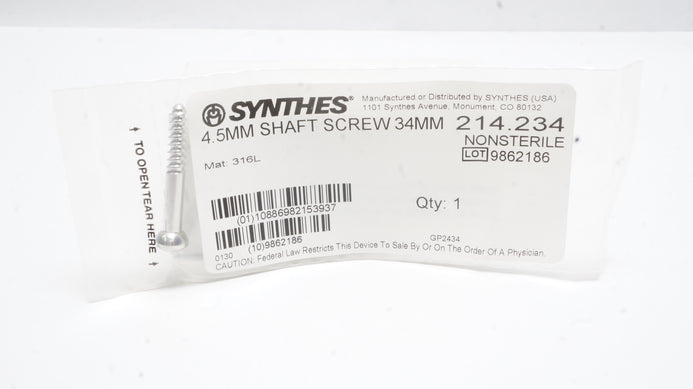 SYNTHES®
Manufactured or Distributed by SYNTHES (USA)
1101 Synthes Avenue, Monument, CO 80132
4.5MM SHAFT SCREW 34MM 214.234
NONSTERILE
LOT 9862186
Mat: 316L
(01)10886982153937
Qty: 1
(10)9862186
0130
GP2434
CAUTION: Federal Law Restricts This Device To Sale By Or On The Order Of A Physician.
TO OPEN TEAR HERE